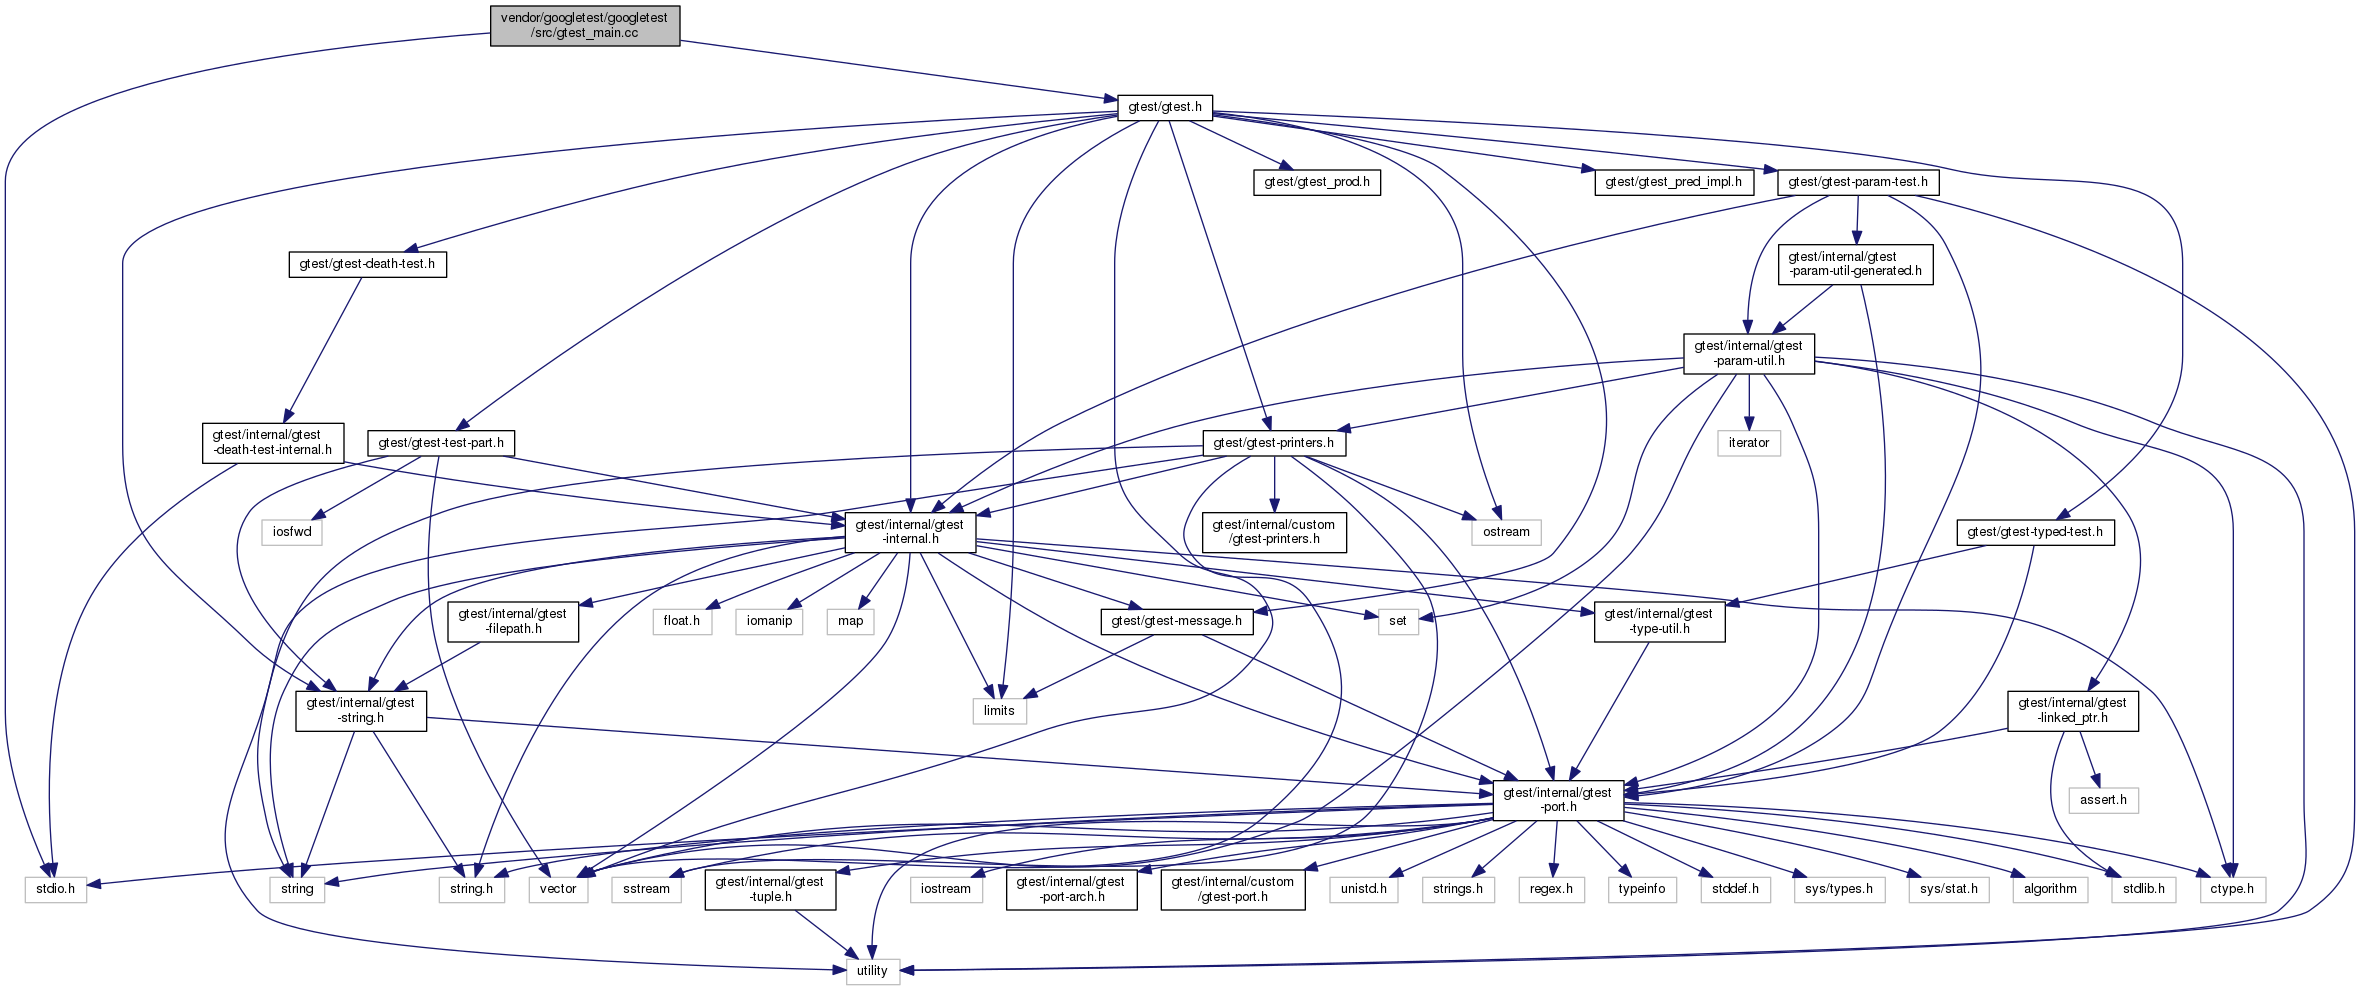 vendor/googletest/googletest
/src/gtest_main.cc
gtest/gtest.h
gtest/gtest_prod.h
gtest/gtest_pred_impl.h
gtest/gtest-param-test.h
gtest/gtest-death-test.h
gtest/internal/gtest
-param-util-generated.h
gtest/internal/gtest
-param-util.h
gtest/internal/gtest
-death-test-internal.h
gtest/gtest-test-part.h
gtest/gtest-printers.h
iterator
iosfwd
gtest/internal/gtest
-internal.h
gtest/internal/custom
/gtest-printers.h
ostream
gtest/gtest-typed-test.h
gtest/internal/gtest
-filepath.h
float.h
iomanip
map
gtest/gtest-message.h
set
gtest/internal/gtest
-type-util.h
gtest/internal/gtest
-string.h
limits
gtest/internal/gtest
-linked_ptr.h
gtest/internal/gtest
-port.h
assert.h
stdio.h
string
string.h
vector
sstream
gtest/internal/gtest
-tuple.h
iostream
gtest/internal/gtest
-port-arch.h
gtest/internal/custom
/gtest-port.h
unistd.h
strings.h
regex.h
typeinfo
stddef.h
sys/types.h
sys/stat.h
algorithm
stdlib.h
ctype.h
utility